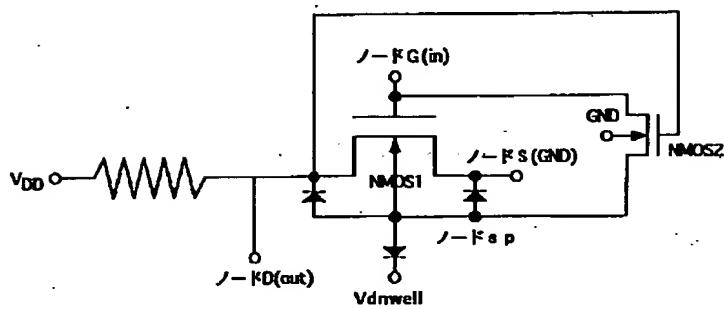 ノードG(in)
GND
NMOS2
ノードS(GND)
NMOS1
VDD
ノードsp
ノードD(out)
Vdnwell